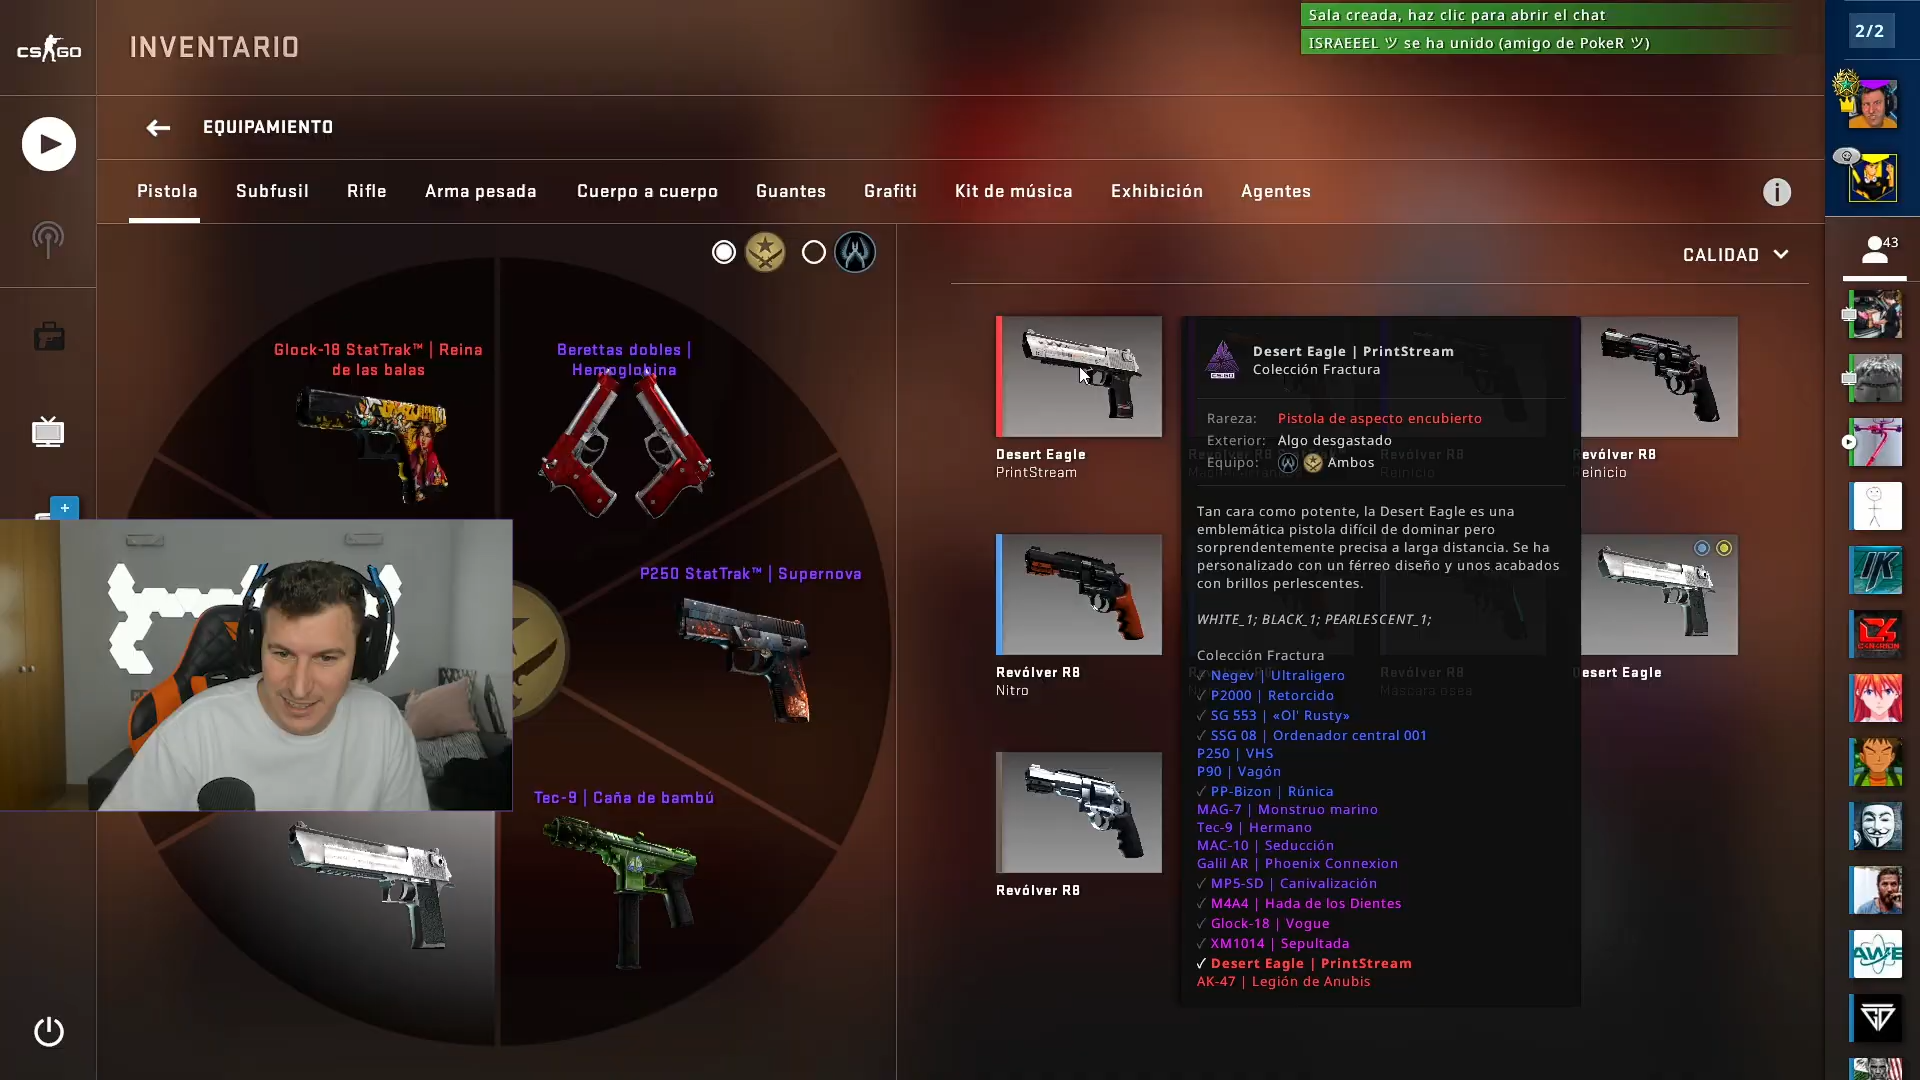 Sala creada, haz clic para abrir el chat
ISRAEEEL ツ se ha unido (amigo de PokeR ツ)
2/2
CS GO
INVENTARIO
EQUIPAMIENTO
Pistola
Subfusil
Rifle
Arma pesada
Cuerpo a cuerpo
Guantes
Grafiti
Kit de música
Exhibición
Agentes
CALIDAD
43
Glock-18 StatTrak™ | Reina
de las balas
Berettas dobles |
Hemoglobina
P250 StatTrak™ | Supernova
Tec-9 | Caña de bambú
Desert Eagle
PrintStream
Revólver R8
Nitro
Revólver R8
Desert Eagle | PrintStream
Colección Fractura
Rareza: Pistola de aspecto encubierto
Exterior: Algo desgastado
Equipo: Ambos
Tan cara como potente, la Desert Eagle es una
emblemática pistola difícil de dominar pero
sorprendentemente precisa a larga distancia. Se ha
personalizado con un férreo diseño y unos acabados
con brillos perlescentes.
WHITE_1; BLACK_1; PEARLESCENT_1;
Colección Fractura
✓ Negev | Ultraligero
✓ P2000 | Retorcido
✓ SG 553 | «Ol' Rusty»
✓ SSG 08 | Ordenador central 001
P250 | VHS
P90 | Vagón
✓ PP-Bizon | Rúnica
MAG-7 | Monstruo marino
Tec-9 | Hermano
MAC-10 | Seducción
Galil AR | Phoenix Connexion
✓ MP5-SD | Canivalización
✓ M4A4 | Hada de los Dientes
✓ Glock-18 | Vogue
✓ XM1014 | Sepultada
✓ Desert Eagle | PrintStream
AK-47 | Legión de Anubis
Revólver R8
Reinicio
Revólver R8
Máscara ósea
Revólver R8
Reinicio
Desert Eagle
AWE